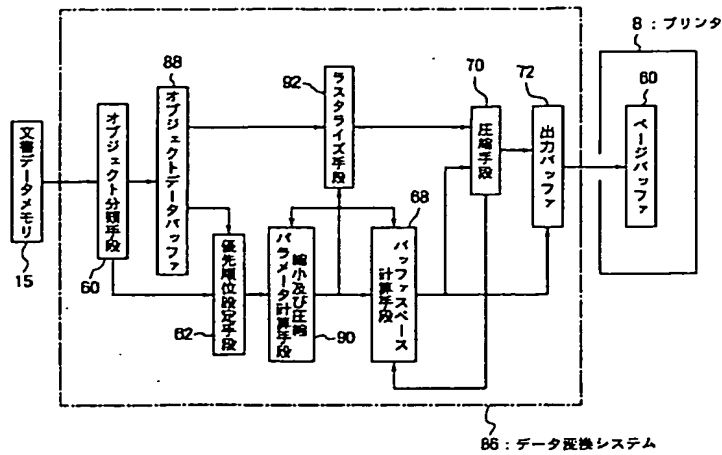 8：プリンタ
88
オブジェクトデータバッファ
92
ラスタライズ手段
70
圧縮手段
72
出力バッファ
60
ページバッファ
文書データメモリ
15
オブジェクト分類手段
60
優先順位設定手段
62
縮小及び圧縮
パラメータ計算手段
90
68
バッファスペース
計算手段
86：データ変換システム